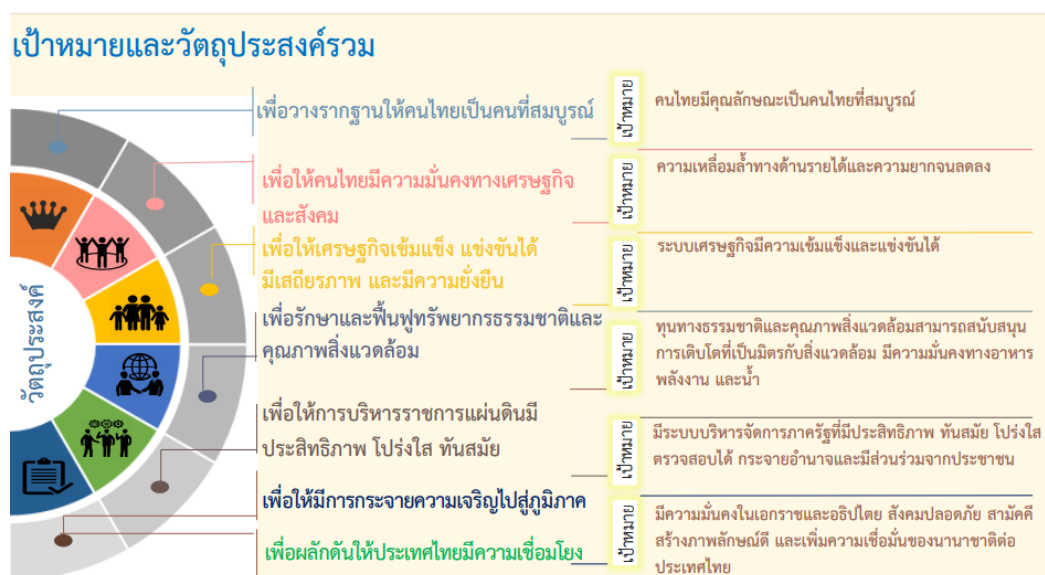 เป้าหมายและวัตถุประสงค์รวม
วัตถุประสงค์
เพื่อวางรากฐานให้คนไทยเป็นคนที่สมบูรณ์
เป้าหมาย
คนไทยมีคุณลักษณะเป็นคนไทยที่สมบูรณ์
เพื่อให้คนไทยมีความมั่นคงทางเศรษฐกิจ
และสังคม
เป้าหมาย
ความเหลื่อมล้ำทางด้านรายได้และความยากจนลดลง
เพื่อให้เศรษฐกิจเข้มแข็ง แข่งขันได้
มีเสถียรภาพ และมีความยั่งยืน
เป้าหมาย
ระบบเศรษฐกิจมีความเข้มแข็งและแข่งขันได้
เพื่อรักษาและฟื้นฟูทรัพยากรธรรมชาติและ
คุณภาพสิ่งแวดล้อม
เป้าหมาย
ทุนทางธรรมชาติและคุณภาพสิ่งแวดล้อมสามารถสนับสนุน
การเติบโตที่เป็นมิตรกับสิ่งแวดล้อม มีความมั่นคงทางอาหาร
พลังงาน และน้ำ
เพื่อให้การบริหารราชการแผ่นดินมี
ประสิทธิภาพ โปร่งใส ทันสมัย
เป้าหมาย
มีระบบบริหารจัดการภาครัฐที่มีประสิทธิภาพ ทันสมัย โปร่งใส
ตรวจสอบได้ กระจายอำนาจและมีส่วนร่วมจากประชาชน
เพื่อให้มีการกระจายความเจริญไปสู่ภูมิภาค
เพื่อผลักดันให้ประเทศไทยมีความเชื่อมโยง
เป้าหมาย
มีความมั่นคงในเอกราชและอธิปไตย สังคมปลอดภัย สามัคคี
สร้างภาพลักษณ์ดี และเพิ่มความเชื่อมั่นของนานาชาติต่อ
ประเทศไทย